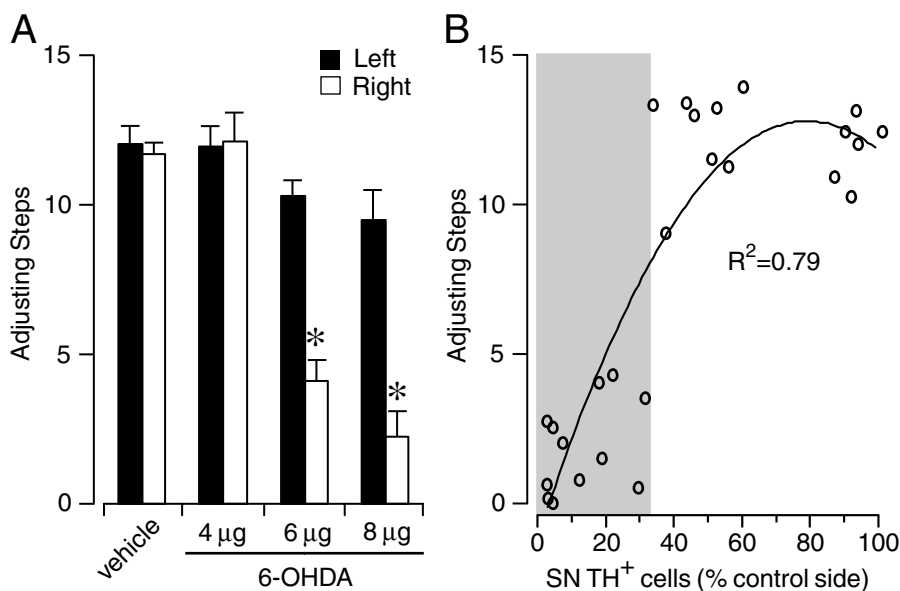 A
Adjusting Steps
15
10
5
0
Left
Right
*
*
vehicle
4 µg
6 µg
8 µg
6-OHDA
B
Adjusting Steps
15
10
5
0
R²=0.79
0
20
40
60
80
100
SN TH⁺ cells (% control side)